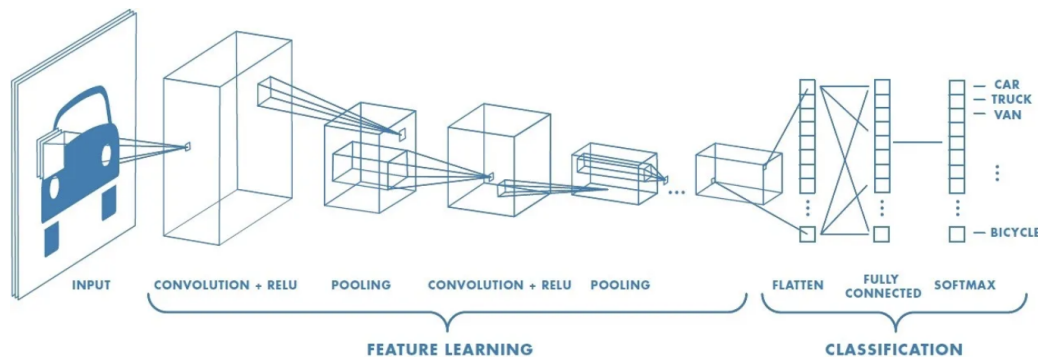 CAR
TRUCK
VAN
BICYCLE
INPUT
CONVOLUTION + RELU
POOLING
CONVOLUTION + RELU
POOLING
FLATTEN
FULLY
CONNECTED
SOFTMAX
FEATURE LEARNING
CLASSIFICATION